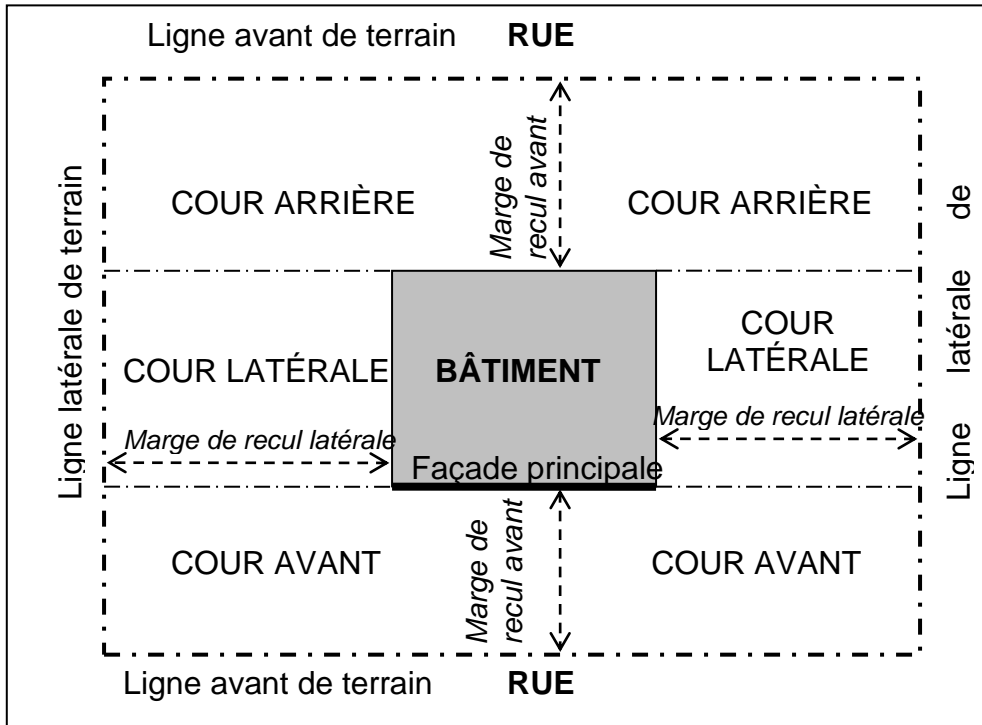 Ligne avant de terrain RUE
Marge de
recul avant
COUR ARRIÈRE
COUR ARRIÈRE
Ligne latérale de terrain
Ligne latérale de
COUR LATÉRALE
BÂTIMENT
COUR
LATÉRALE
Marge de recul latérale
Marge de recul latérale
Façade principale
COUR AVANT
Marge de
recul avant
COUR AVANT
Ligne avant de terrain RUE